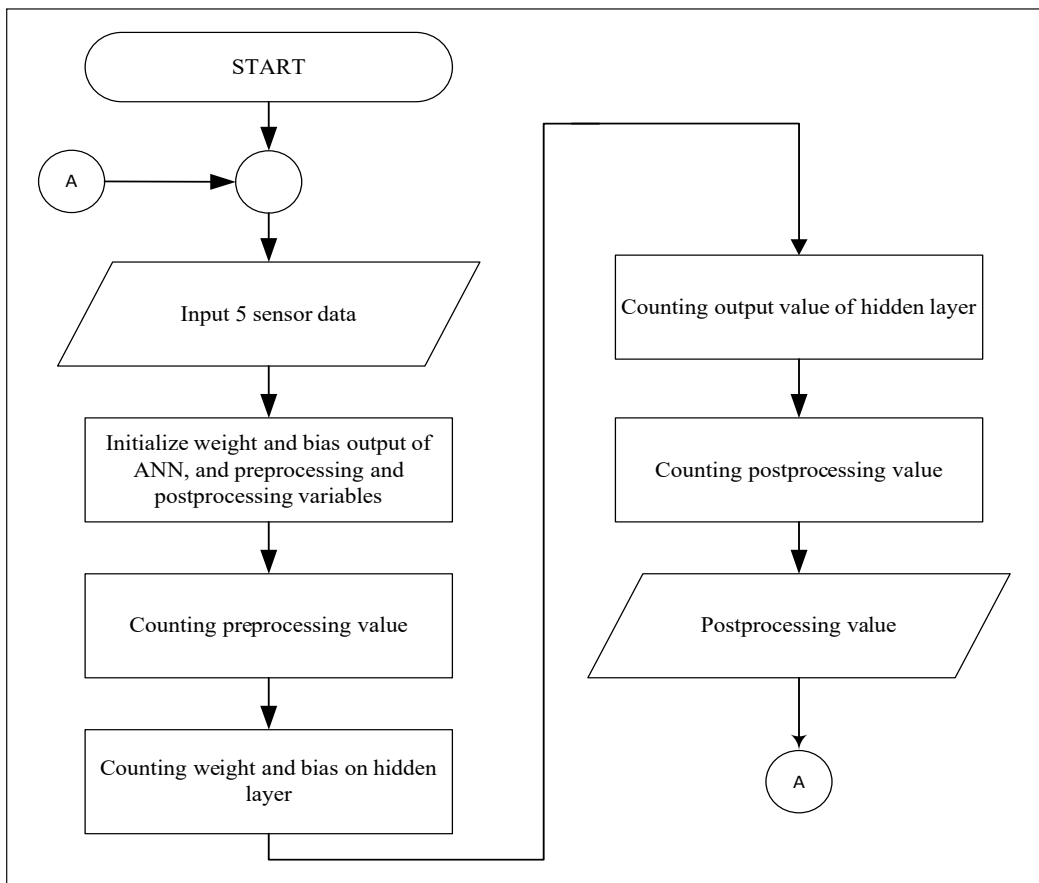 START
A
Input 5 sensor data
Initialize weight and bias output of
ANN, and preprocessing and
postprocessing variables
Counting preprocessing value
Counting weight and bias on hidden
layer
Counting output value of hidden layer
Counting postprocessing value
Postprocessing value
A